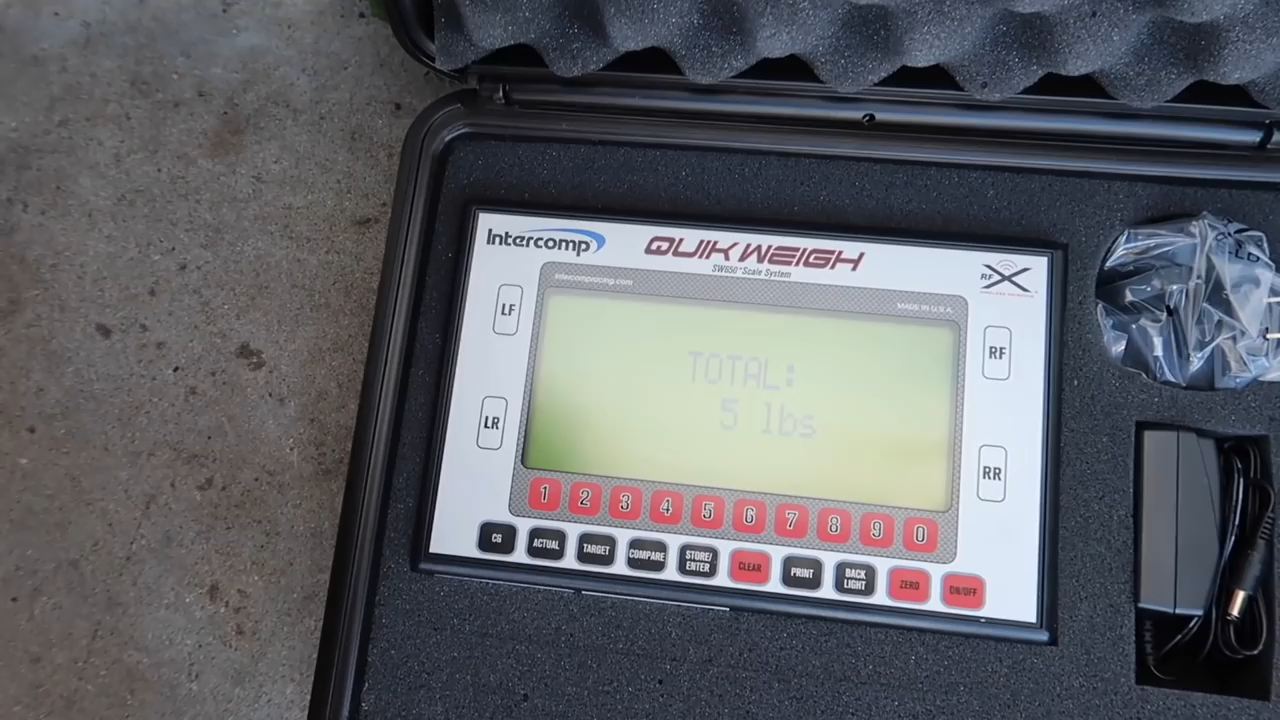 Intercomp
QUIK WEIGH
SW650™ Scale System
RFX
intercompracing.com
MADE IN U.S.A.
LF
RF
TOTAL:
5 lbs
LR
RR
1 2 3 4 5 6 7 8 9 0
CG ACTUAL TARGET COMPARE STORE/ENTER CLEAR PRINT BACK LIGHT ZERO ON/OFF